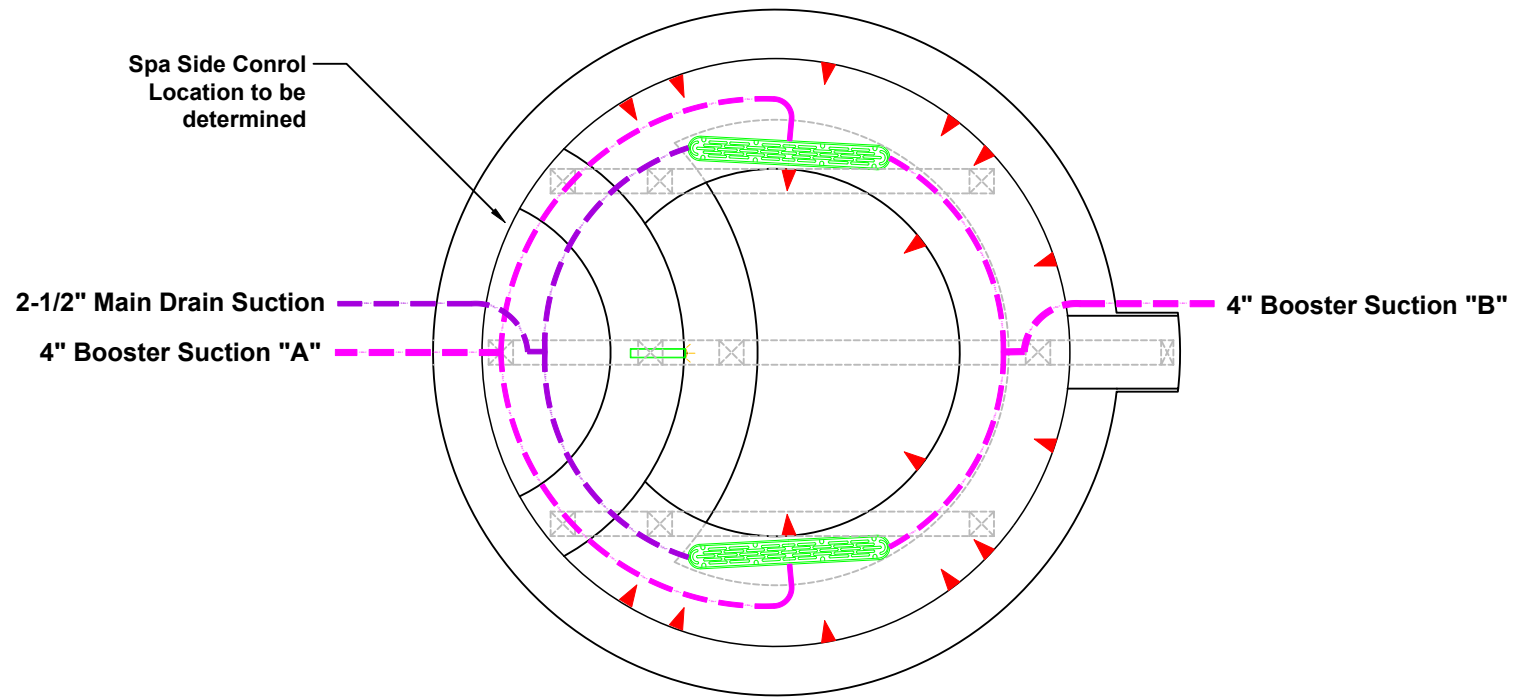 Spa Side Conrol
Location to be
determined
2-1/2" Main Drain Suction
4" Booster Suction "A"
4" Booster Suction "B"